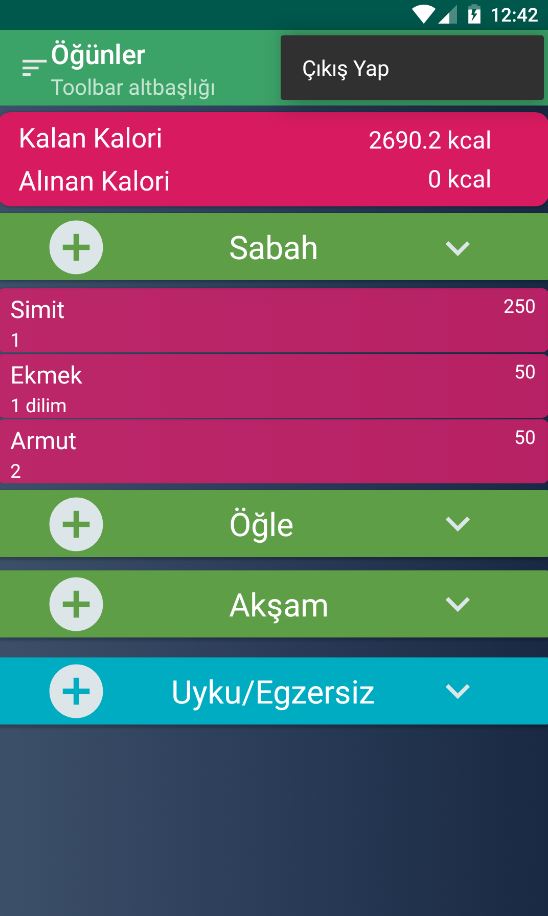 12:42
Öğünler
Toolbar altbaşlığı
Çıkış Yap
Kalan Kalori 2690.2 kcal
Alınan Kalori 0 kcal
Sabah
Simit 250
1
Ekmek 50
1 dilim
Armut 50
2
Öğle
Akşam
Uyku/Egzersiz